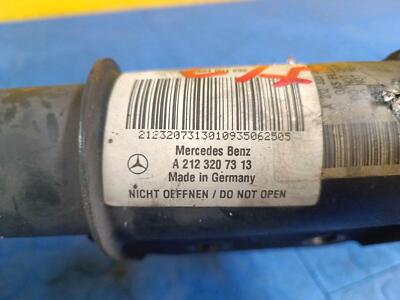 2123207313010935062505
Mercedes Benz
A 212 320 73 13
Made in Germany
NICHT OEFFNEN / DO NOT OPEN